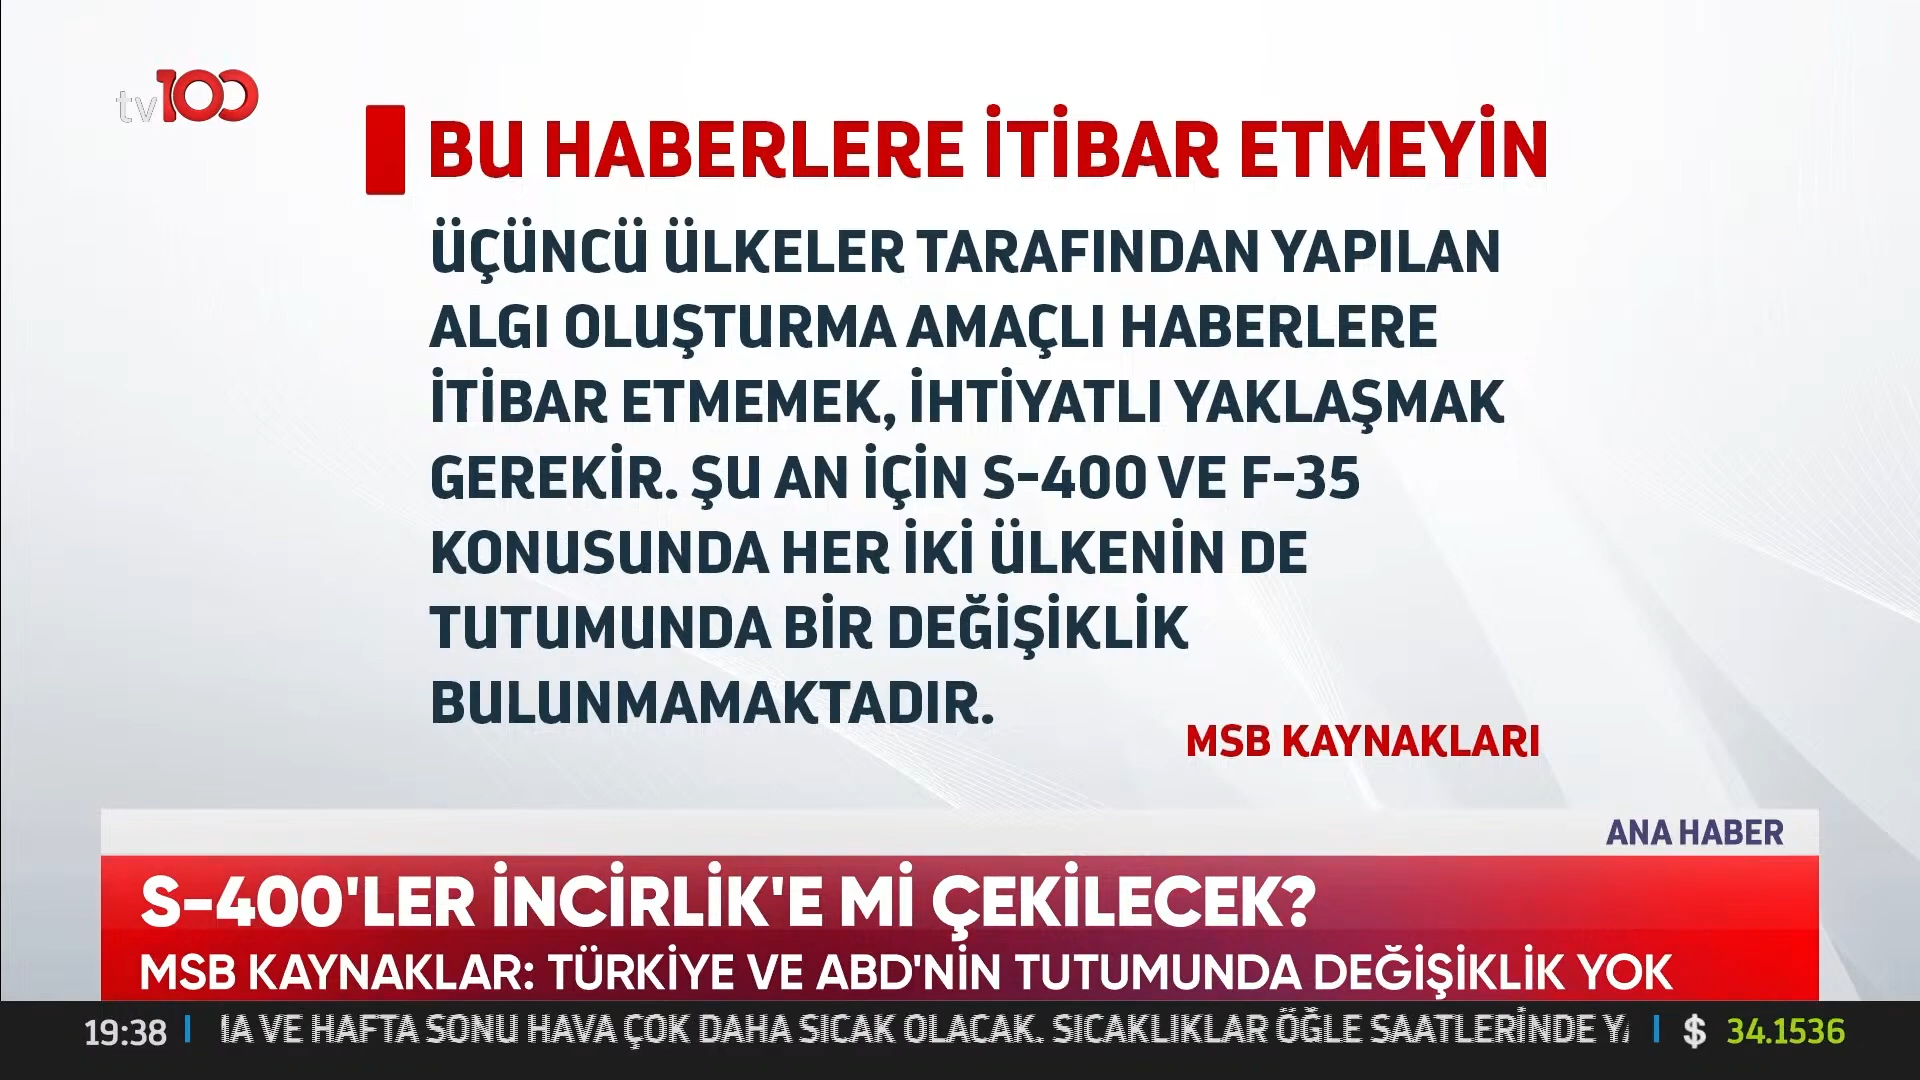 tv100
BU HABERLERE İTİBAR ETMEYİN
ÜÇÜNCÜ ÜLKELER TARAFINDAN YAPILAN
ALGI OLUŞTURMA AMAÇLI HABERLERE
İTİBAR ETMEMEK, İHTİYATLI YAKLAŞMAK
GEREKİR. ŞU AN İÇİN S-400 VE F-35
KONUSUNDA HER İKİ ÜLKENİN DE
TUTUMUNDA BİR DEĞİŞİKLİK
BULUNMAMAKTADIR.
MSB KAYNAKLARI
ANA HABER
S-400'LER İNCİRLİK'E Mİ ÇEKİLECEK?
MSB KAYNAKLAR: TÜRKİYE VE ABD'NİN TUTUMUNDA DEĞİŞİKLİK YOK
19:38 VE HAFTA SONU HAVA ÇOK DAHA SICAK OLACAK. SICAKLIKLAR ÖĞLE SAATLERİNDE $ 34.1536